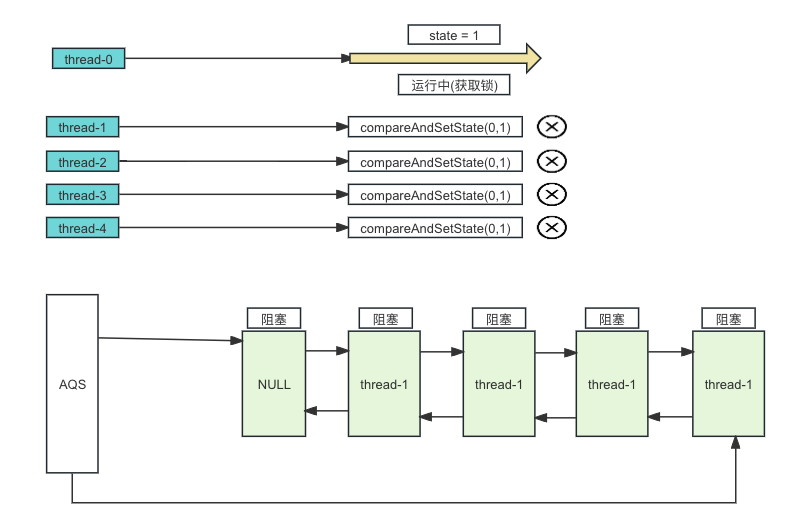 state = 1
thread-0
运行中(获取锁)
thread-1 compareAndSetState(0,1)
thread-2 compareAndSetState(0,1)
thread-3 compareAndSetState(0,1)
thread-4 compareAndSetState(0,1)
阻塞 阻塞 阻塞 阻塞 阻塞
AQS NULL thread-1 thread-1 thread-1 thread-1